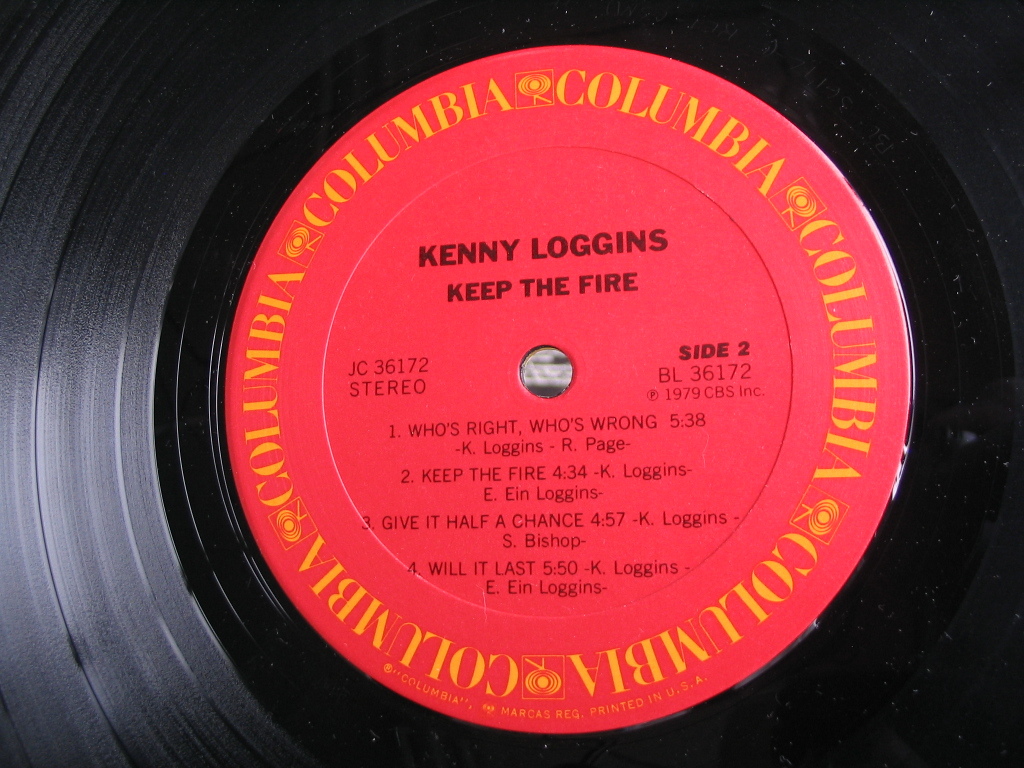 COLUMBIA COLUMBIA COLUMBIA COLUMBIA COLUMBIA COLUMBIA
KENNY LOGGINS
KEEP THE FIRE
JC 36172
STEREO
SIDE 2
BL 36172
℗ 1979 CBS Inc.
1. WHO'S RIGHT, WHO'S WRONG 5:38
-K. Loggins - R. Page-
2. KEEP THE FIRE 4:34 -K. Loggins-
E. Ein Loggins-
3. GIVE IT HALF A CHANCE 4:57 -K. Loggins -
S. Bishop-
4. WILL IT LAST 5:50 -K. Loggins -
E. Ein Loggins-
®"COLUMBIA", MARCAS REG. PRINTED IN U.S.A.